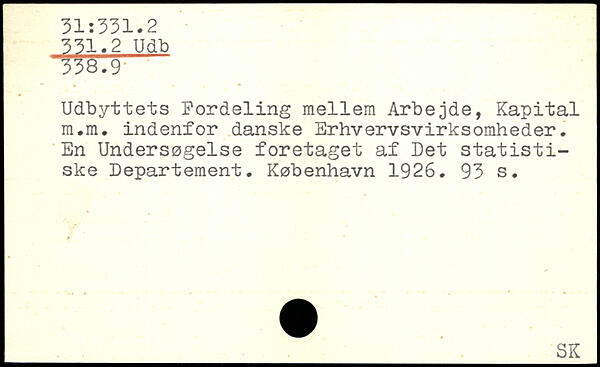 31:331.2
331.2 Udb
338.9
Udbyttets Fordeling mellem Arbejde, Kapital
m.m. indenfor danske Erhvervsvirksomheder.
En Undersøgelse foretaget af Det statisti-
ske Departement. København 1926. 93 s.
SK